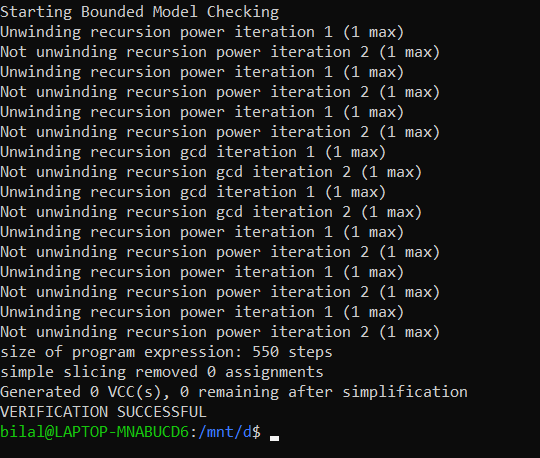 Starting Bounded Model Checking
Unwinding recursion power iteration 1 (1 max)
Not unwinding recursion power iteration 2 (1 max)
Unwinding recursion power iteration 1 (1 max)
Not unwinding recursion power iteration 2 (1 max)
Unwinding recursion power iteration 1 (1 max)
Not unwinding recursion power iteration 2 (1 max)
Unwinding recursion gcd iteration 1 (1 max)
Not unwinding recursion gcd iteration 2 (1 max)
Unwinding recursion gcd iteration 1 (1 max)
Not unwinding recursion gcd iteration 2 (1 max)
Unwinding recursion power iteration 1 (1 max)
Not unwinding recursion power iteration 2 (1 max)
Unwinding recursion power iteration 1 (1 max)
Not unwinding recursion power iteration 2 (1 max)
Unwinding recursion power iteration 1 (1 max)
Not unwinding recursion power iteration 2 (1 max)
size of program expression: 550 steps
simple slicing removed 0 assignments
Generated 0 VCC(s), 0 remaining after simplification
VERIFICATION SUCCESSFUL
bilal@LAPTOP-MNABUCD6:/mnt/d$